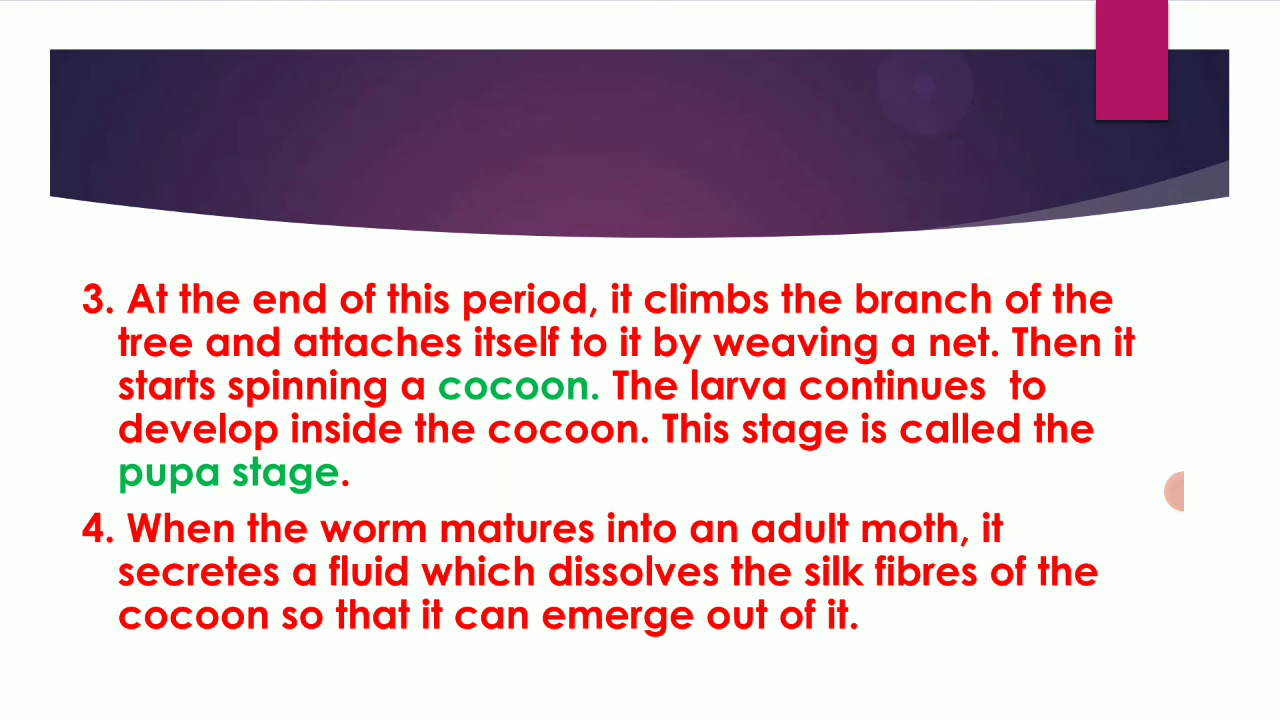 3. At the end of this period, it climbs the branch of the
tree and attaches itself to it by weaving a net. Then it
starts spinning a cocoon. The larva continues  to
develop inside the cocoon. This stage is called the
pupa stage.
4. When the worm matures into an adult moth, it
secretes a fluid which dissolves the silk fibres of the
cocoon so that it can emerge out of it.